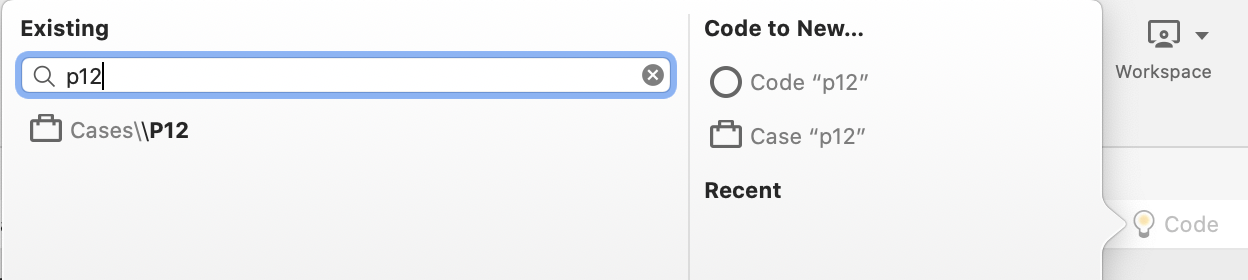 Existing
p12
Cases\\P12
Code to New...
Code “p12”
Case “p12”
Recent
Workspace
Code